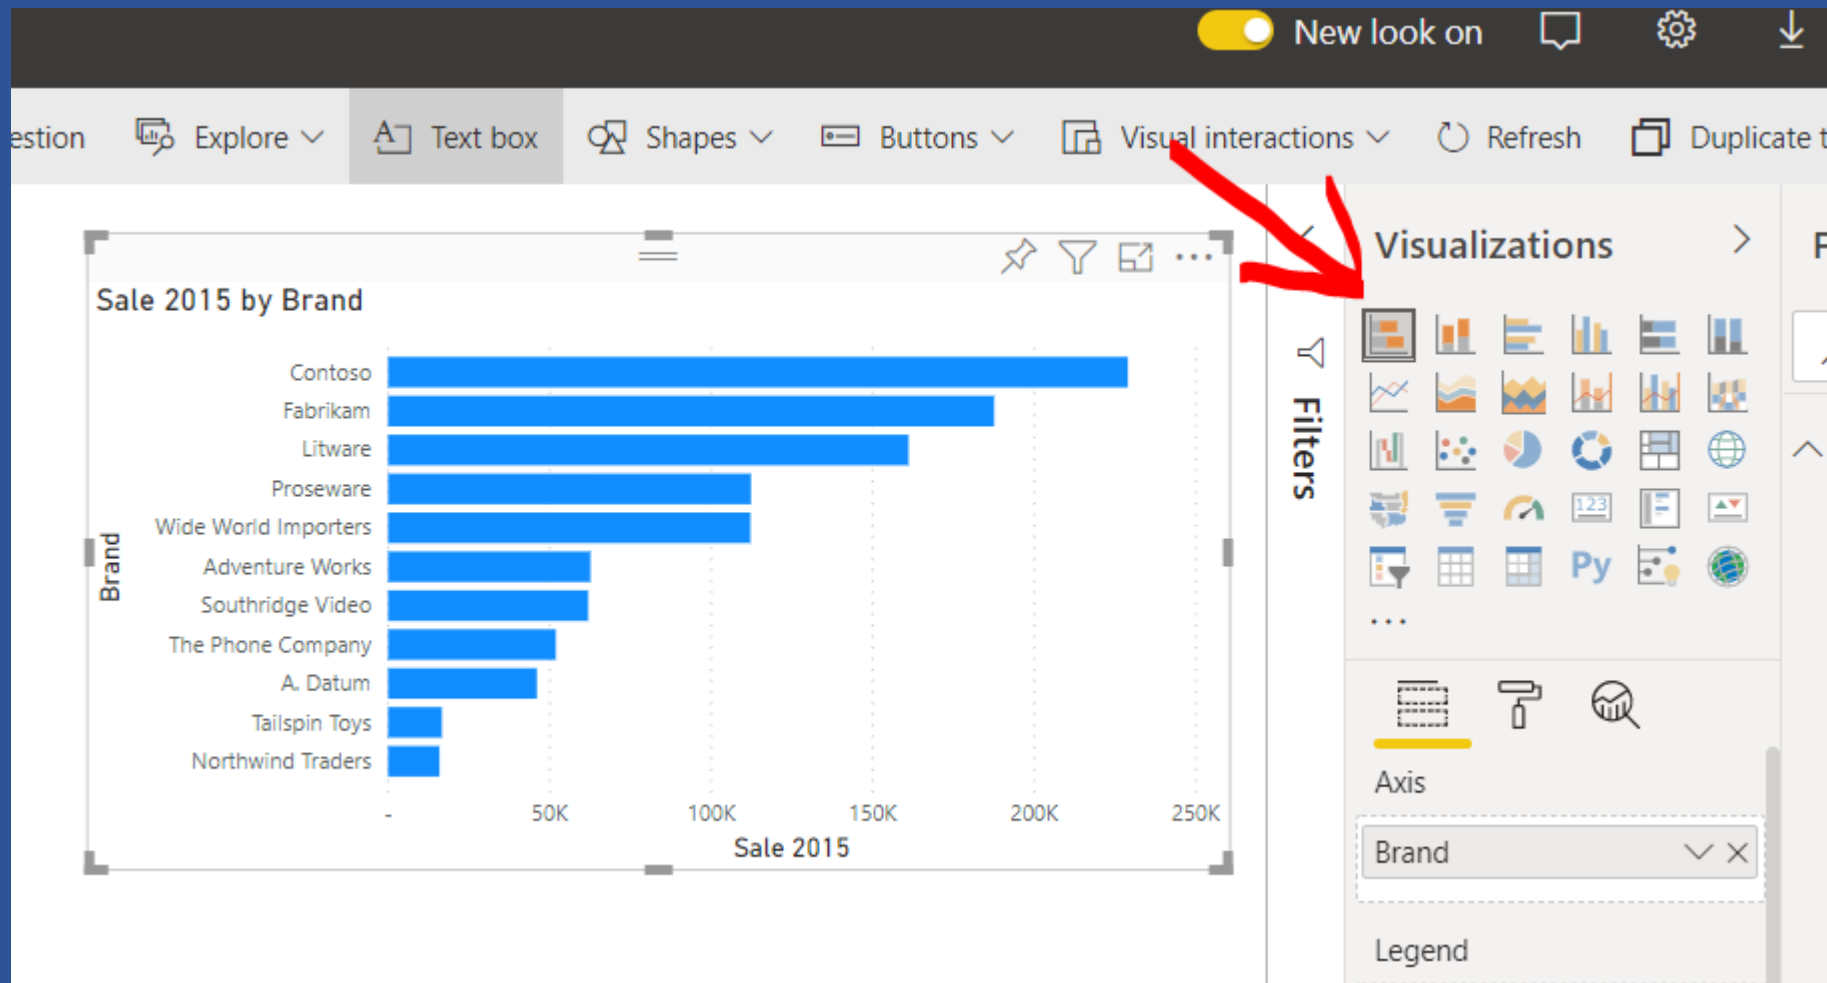 New look on
estion Explore Text box Shapes Buttons Visual interactions Refresh Duplicate t
Sale 2015 by Brand
Contoso
Fabrikam
Litware
Proseware
Wide World Importers
Adventure Works
Southridge Video
The Phone Company
A. Datum
Tailspin Toys
Northwind Traders
Brand
- 50K 100K 150K 200K 250K
Sale 2015
Filters
Visualizations
F
123
Py
Axis
Brand
Legend